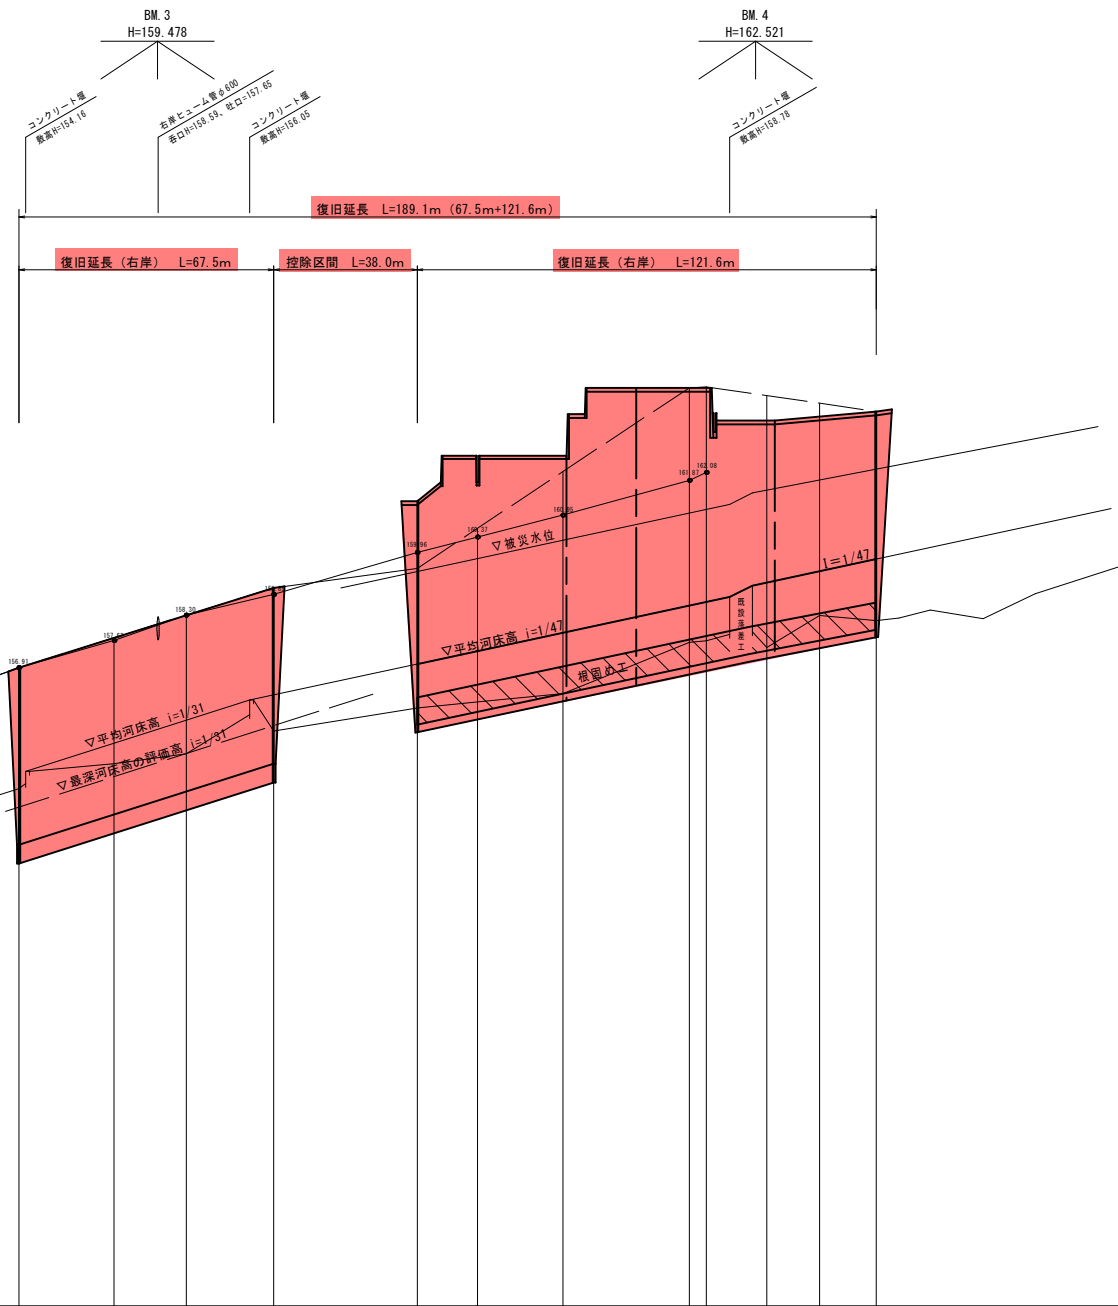 BM.3
H=159.478
BM.4
H=162.521
コンクリート堰
敷高H=154.16
右岸ヒューム管φ600
呑口H=158.59、吐口=157.65
コンクリート堰
敷高H=156.05
コンクリート堰
敷高H=158.78
復旧延長 L=189.1m (67.5m+121.6m)
復旧延長(右岸) L=67.5m
控除区間 L=38.0m
復旧延長(右岸) L=121.6m
162.08
161.87
160.37
159.96
▽被災水位
I=1/47
158.30
既設落差工
▽平均河床高 i=1/47
156.91
根固め工
▽平均河床高 i=1/31
▽最深河床高の評価高 i=1/31